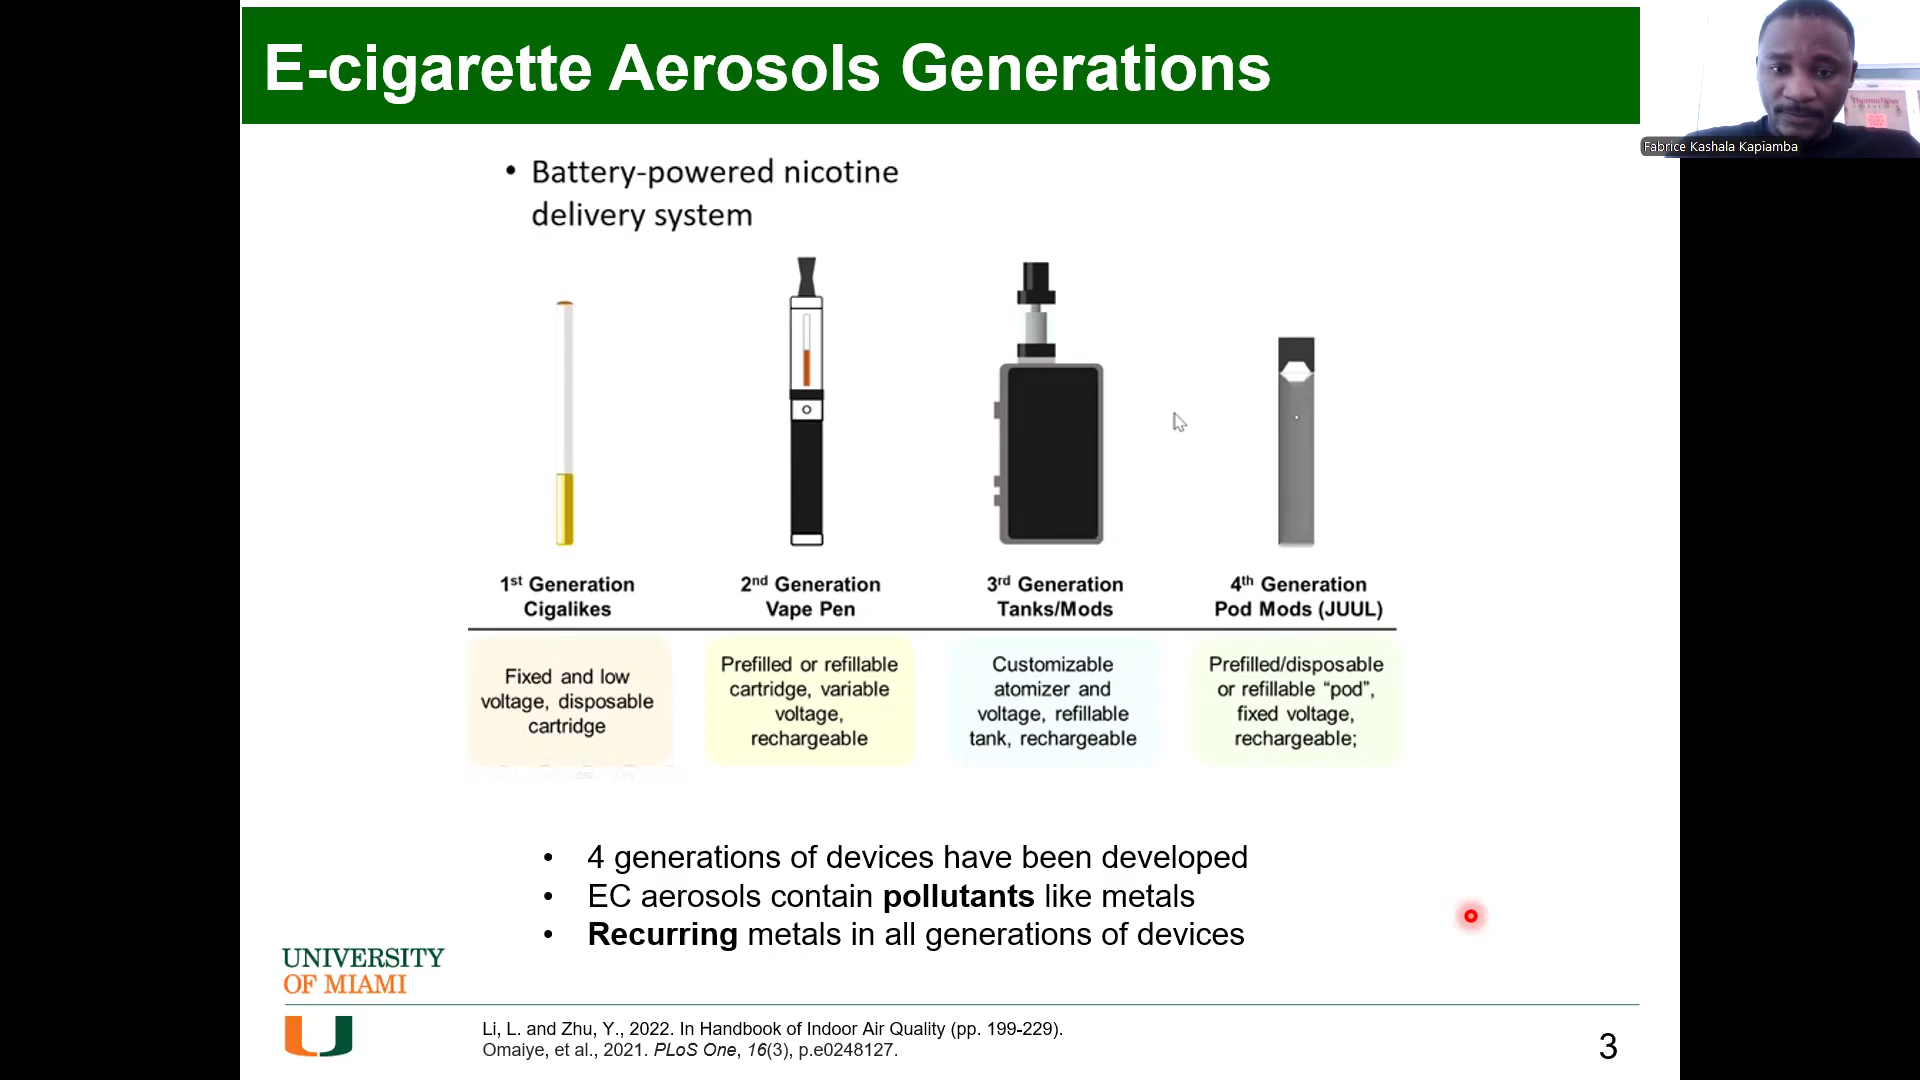 E-cigarette Aerosols Generations
ThermoFisher
SCIENTIFIC
Fabrice Kashala Kapiamba
• Battery-powered nicotine
delivery system
1st Generation
Cigalikes
2nd Generation
Vape Pen
3rd Generation
Tanks/Mods
4th Generation
Pod Mods (JUUL)
Fixed and low
voltage, disposable
cartridge
Prefilled or refillable
cartridge, variable
voltage,
rechargeable
Customizable
atomizer and
voltage, refillable
tank, rechargeable
Prefilled/disposable
or refillable “pod”,
fixed voltage,
rechargeable;
• 4 generations of devices have been developed
• EC aerosols contain pollutants like metals
• Recurring metals in all generations of devices
UNIVERSITY
OF MIAMI
Li, L. and Zhu, Y., 2022. In Handbook of Indoor Air Quality (pp. 199-229).
Omaiye, et al., 2021. PLoS One, 16(3), p.e0248127.
3